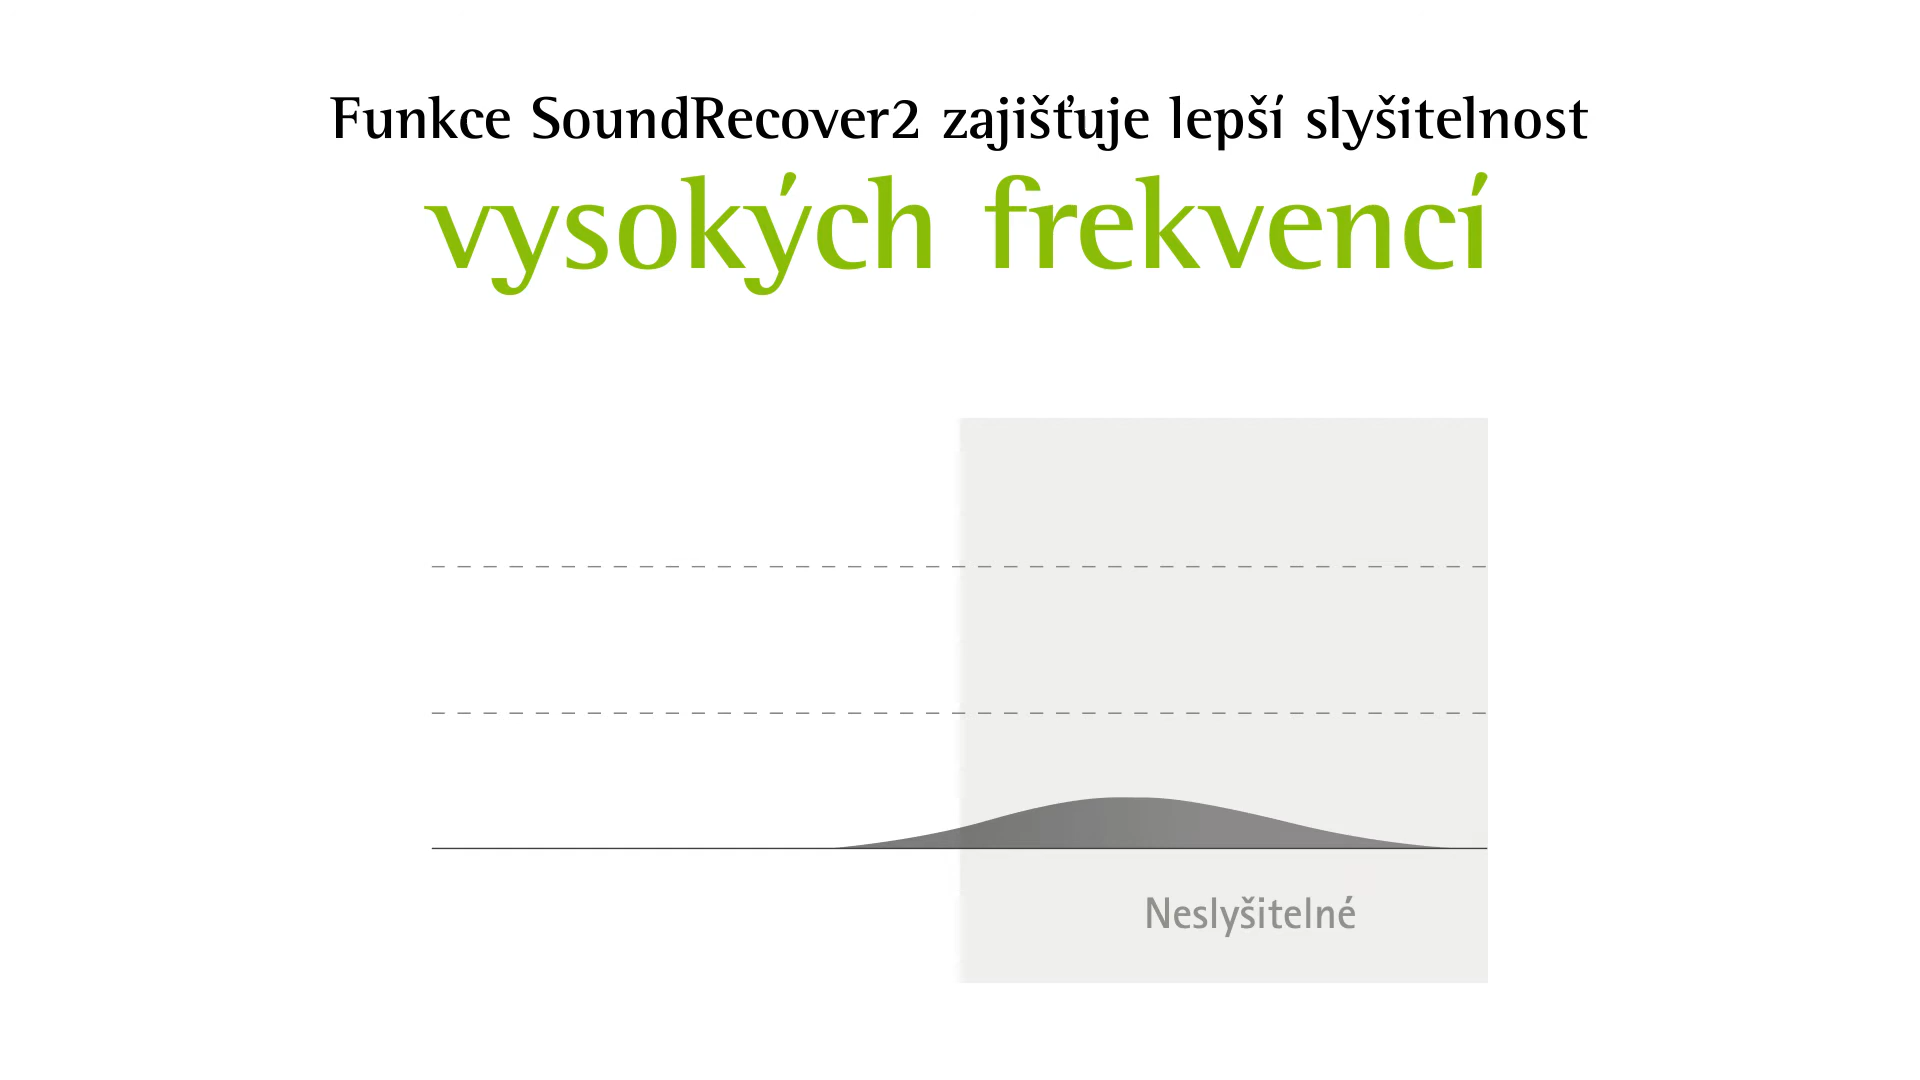 Funkce SoundRecover2 zajišťuje lepší slyšitelnost
vysokých frekvencí
Neslyšitelné